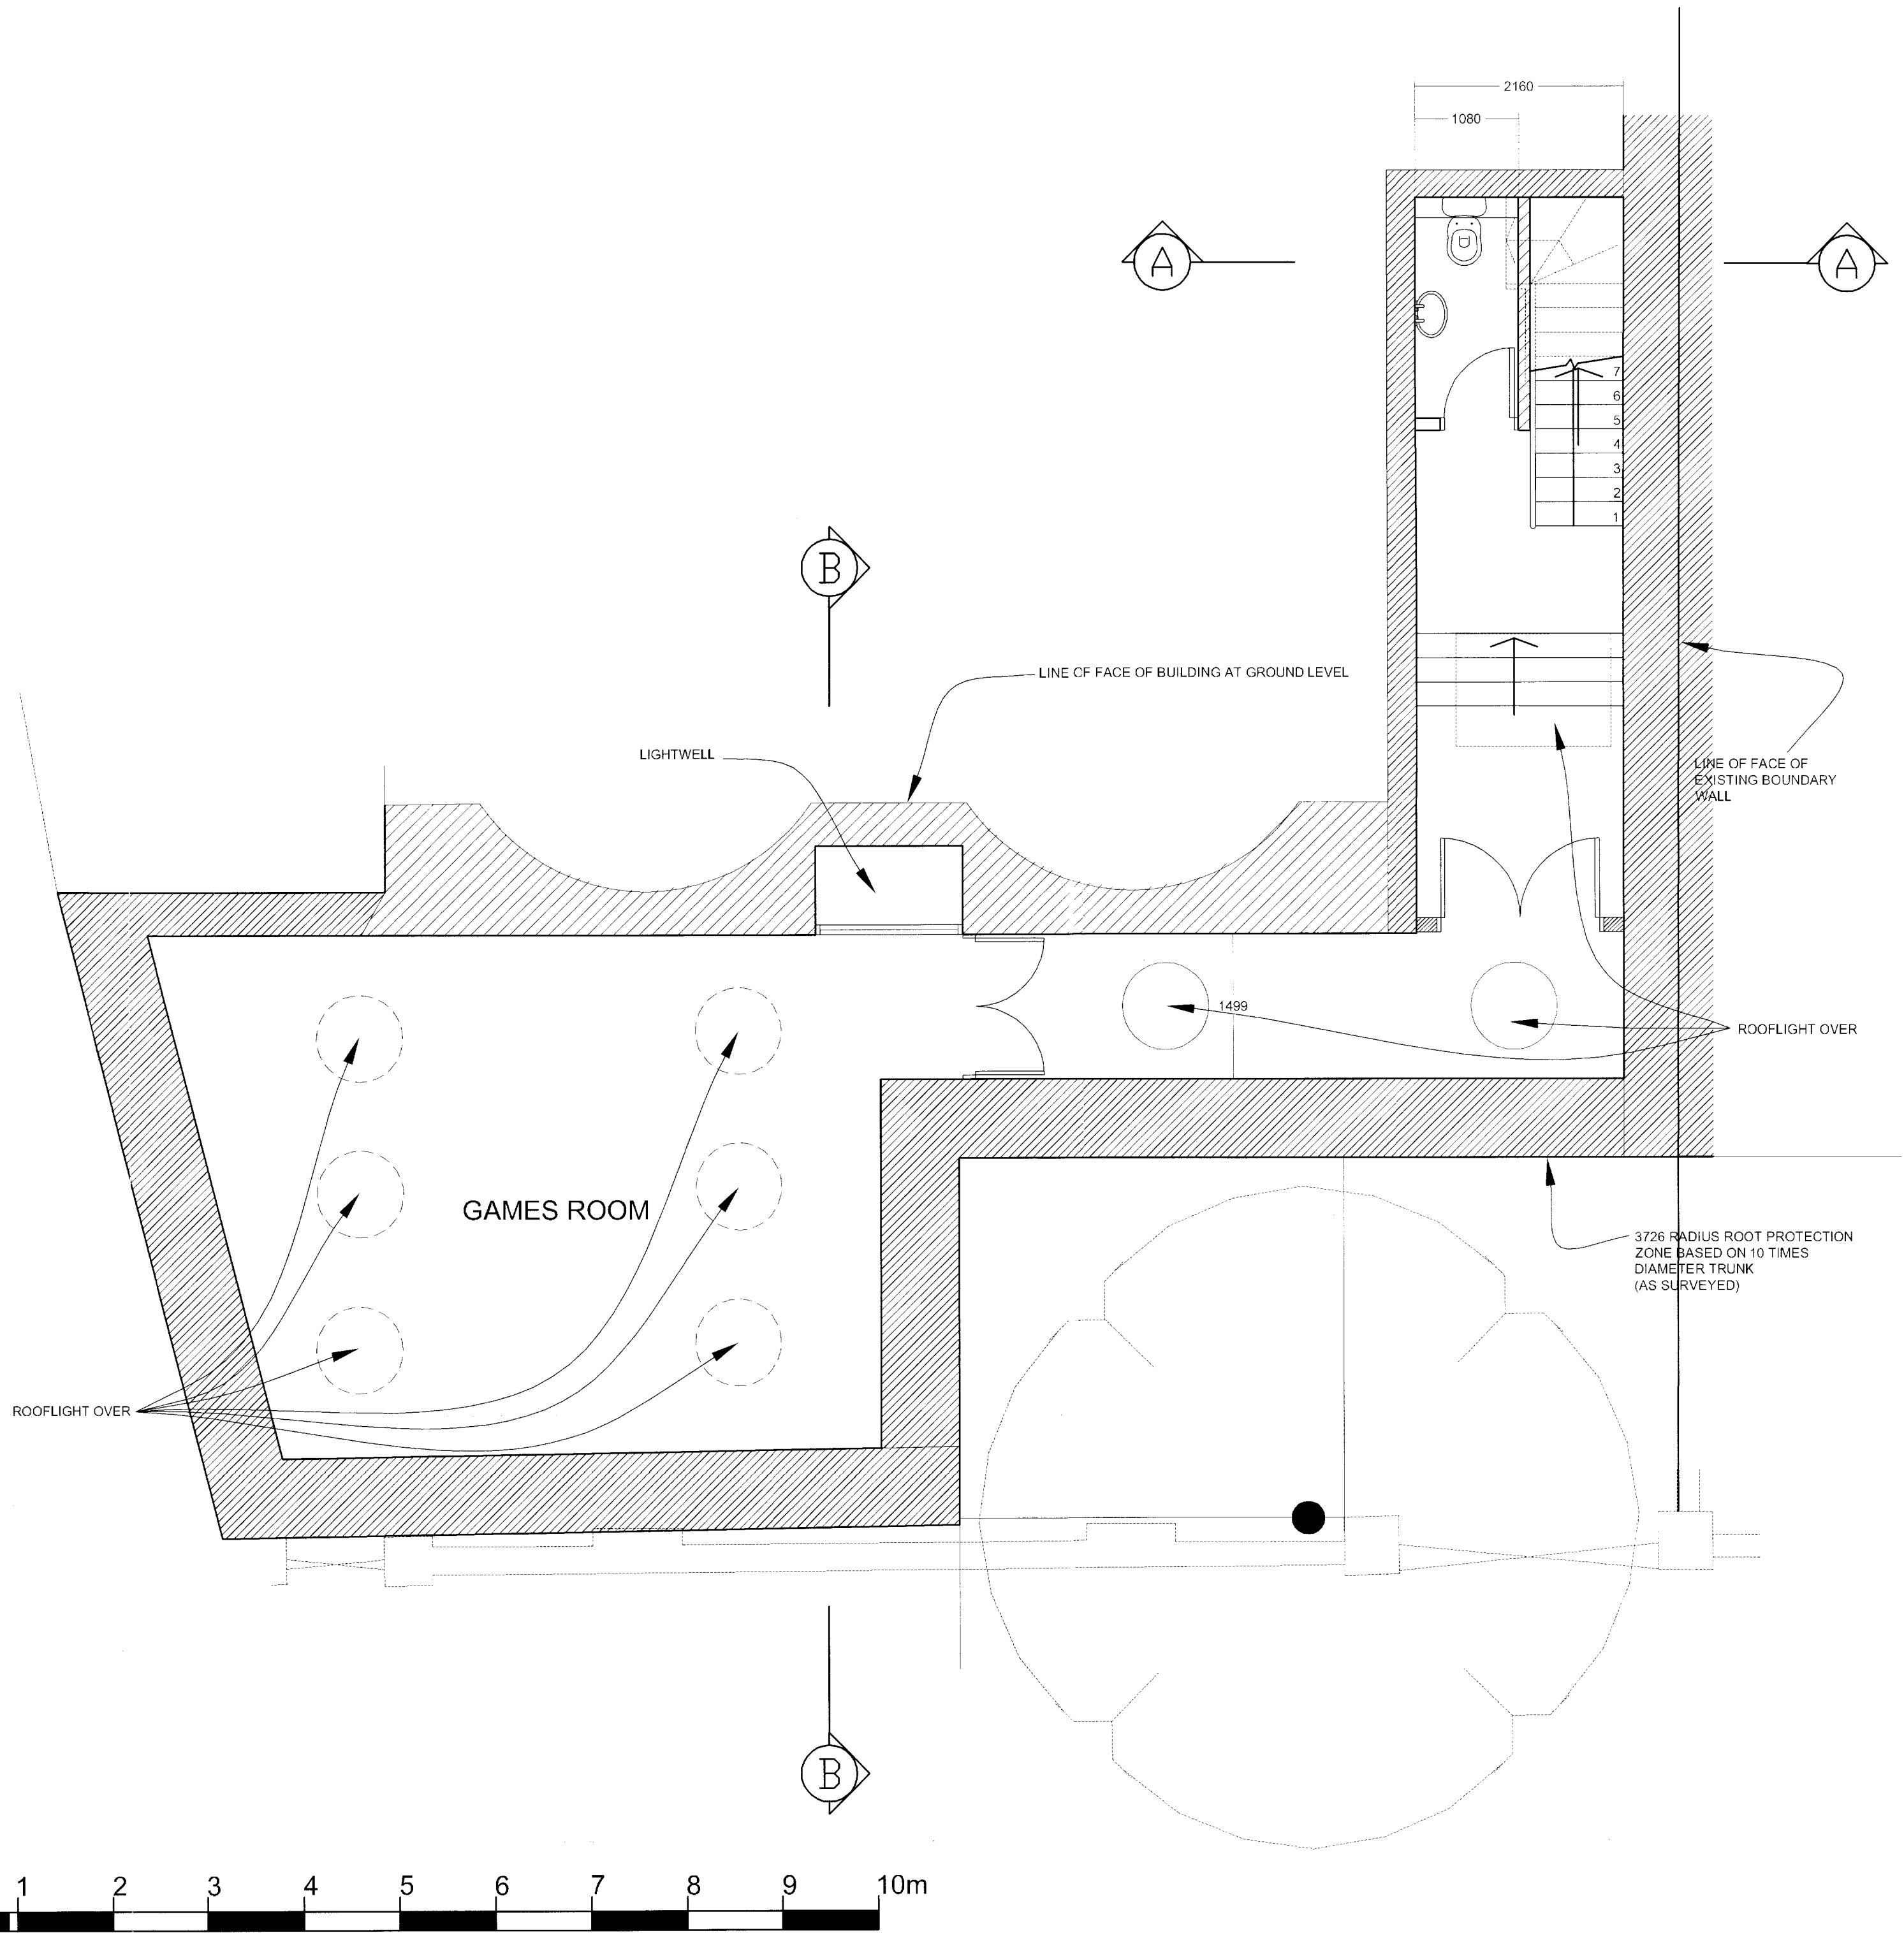 2160
1080
A
A
7
6
5
4
3
2
1
B
LINE OF FACE OF BUILDING AT GROUND LEVEL
LIGHTWELL
LINE OF FACE OF
EXISTING BOUNDARY
WALL
1499
ROOFLIGHT OVER
GAMES ROOM
3726 RADIUS ROOT PROTECTION
ZONE BASED ON 10 TIMES
DIAMETER TRUNK
(AS SURVEYED)
ROOFLIGHT OVER
B
1 2 3 4 5 6 7 8 9 10m